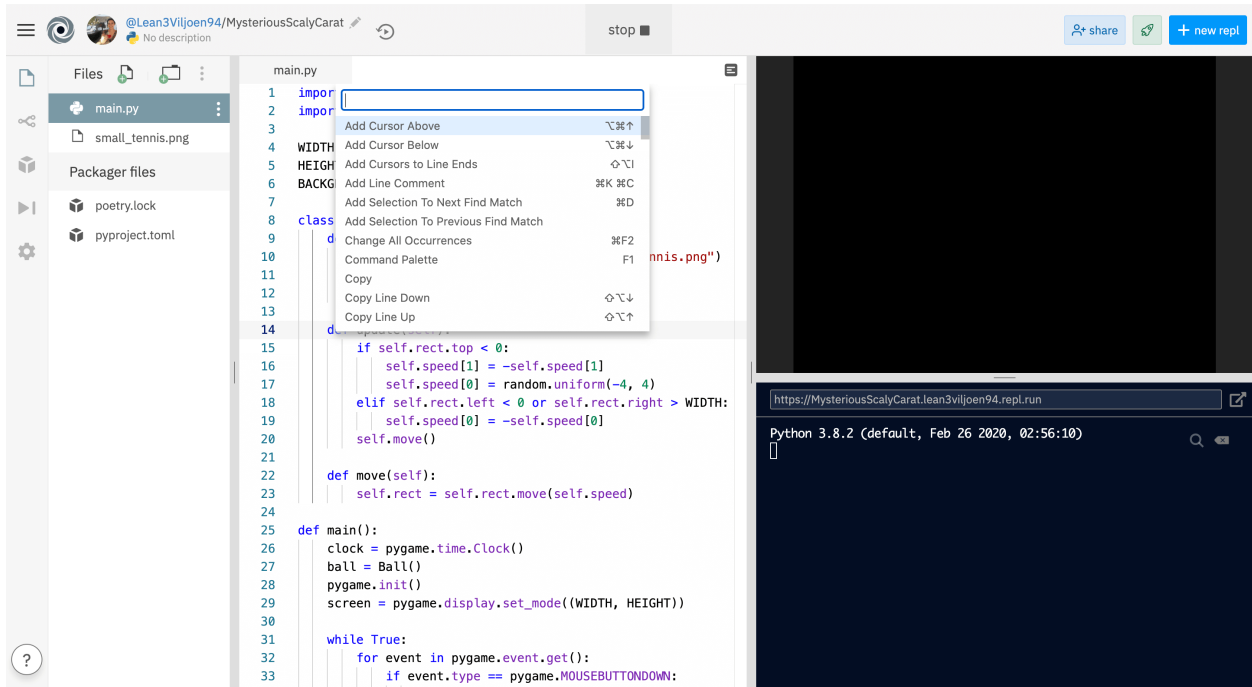 @Lean3Viljoen94/MysteriousScalyCarat
No description
stop
share
+ new repl
Files
main.py
small_tennis.png
Packager files
poetry.lock
pyproject.toml
main.py
1 impor
2 impor
3
4 WIDTH
5 HEIGH
6 BACKG
7
8 class
9 d
10 nnis.png")
11
12
13
Add Cursor Above ⌥⌘↑
Add Cursor Below ⌥⌘↓
Add Cursors to Line Ends ⇧⌥I
Add Line Comment ⌘K ⌘C
Add Selection To Next Find Match ⌘D
Add Selection To Previous Find Match
Change All Occurrences ⌘F2
Command Palette F1
Copy
Copy Line Down ⇧⌥↓
Copy Line Up ⇧⌥↑
14 def update(self):
15 if self.rect.top < 0:
16 self.speed[1] = -self.speed[1]
17 self.speed[0] = random.uniform(-4, 4)
18 elif self.rect.left < 0 or self.rect.right > WIDTH:
19 self.speed[0] = -self.speed[0]
20 self.move()
21
22 def move(self):
23 self.rect = self.rect.move(self.speed)
24
25 def main():
26 clock = pygame.time.Clock()
27 ball = Ball()
28 pygame.init()
29 screen = pygame.display.set_mode((WIDTH, HEIGHT))
30
31 while True:
32 for event in pygame.event.get():
33 if event.type == pygame.MOUSEBUTTONDOWN:
https://MysteriousScalyCarat.lean3viljoen94.repl.run
Python 3.8.2 (default, Feb 26 2020, 02:56:10)
?